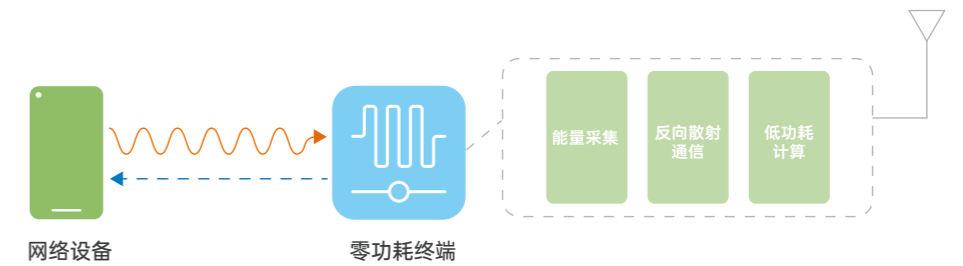 能量采集
反向散射
通信
低功耗
计算
网络设备
零功耗终端